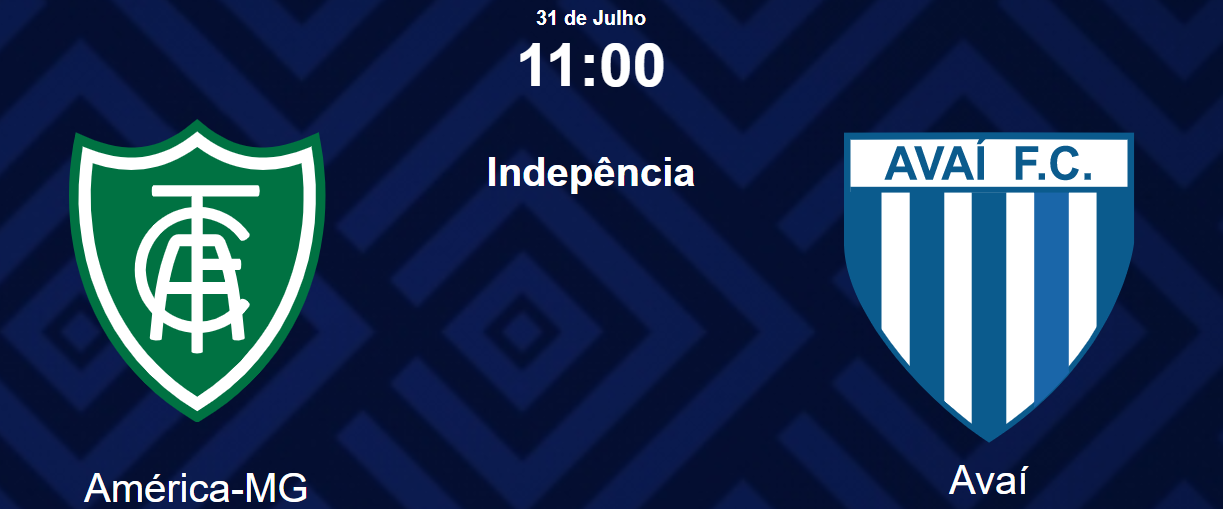 31 de Julho
11:00
Indepência
AVAÍ F.C.
América-MG
Avaí